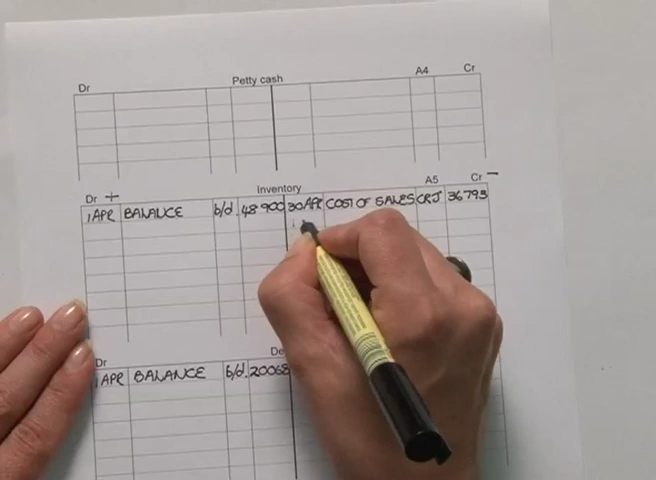 Dr Petty cash A4 Cr
Dr + Inventory A5 Cr −
1 APR BALANCE b/d. 48 900 30 APR COST OF SALES CRJ 36 793
Dr De
1 APR BALANCE b/d. 20068